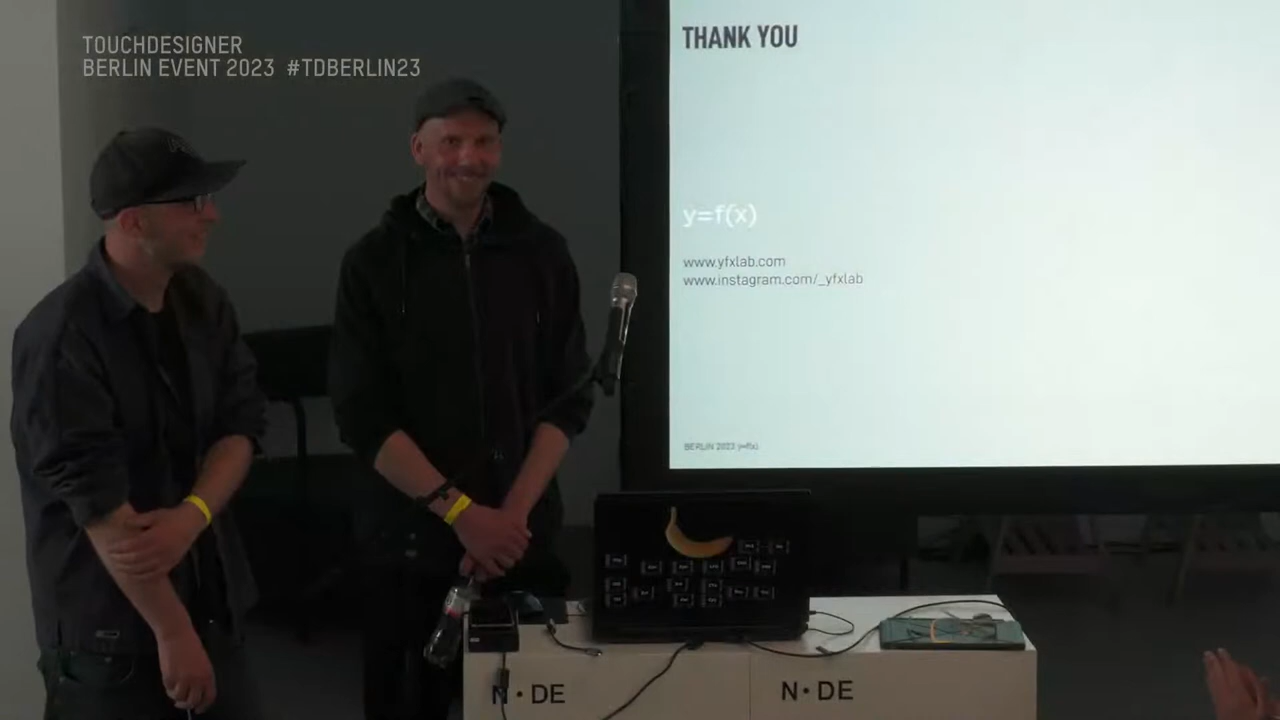 TOUCHDESIGNER
BERLIN EVENT 2023 #TDBERLIN23
THANK YOU
y=f(x)
www.yfxlab.com
www.instagram.com/_yfxlab
BERLIN 2023 y=f(x)
N·DE
N·DE